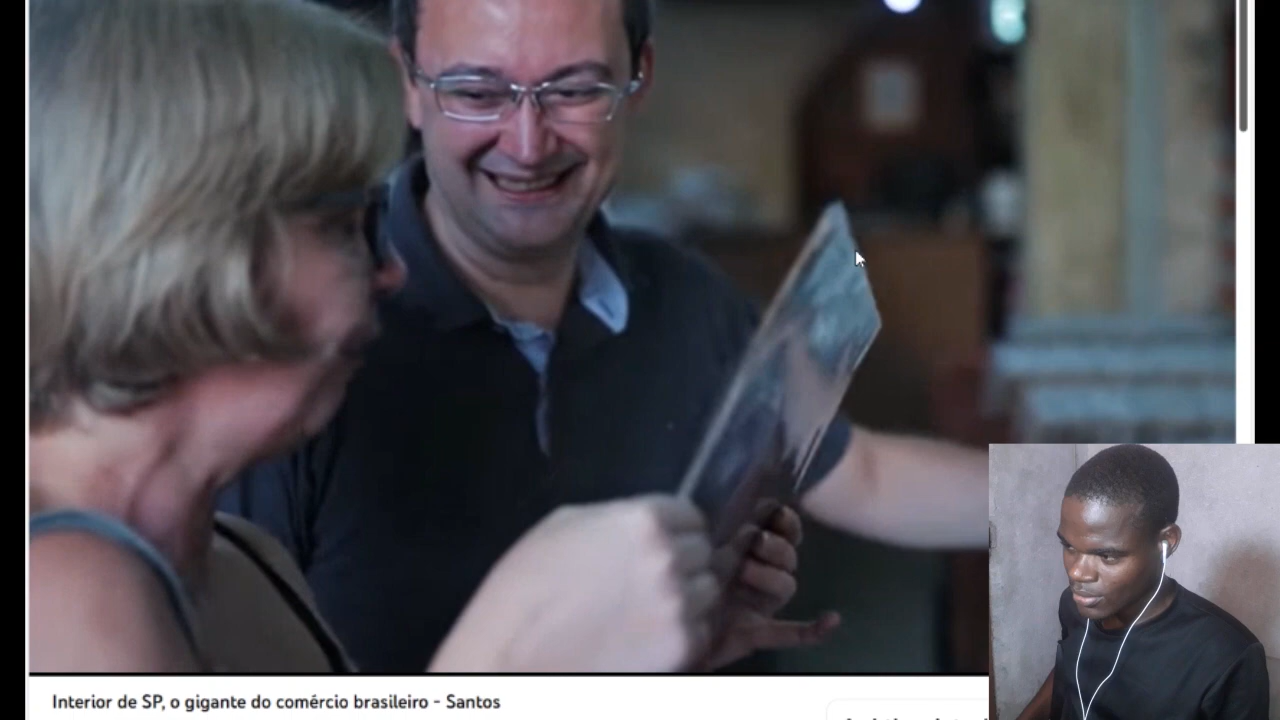 Interior de SP, o gigante do comércio brasileiro - Santos